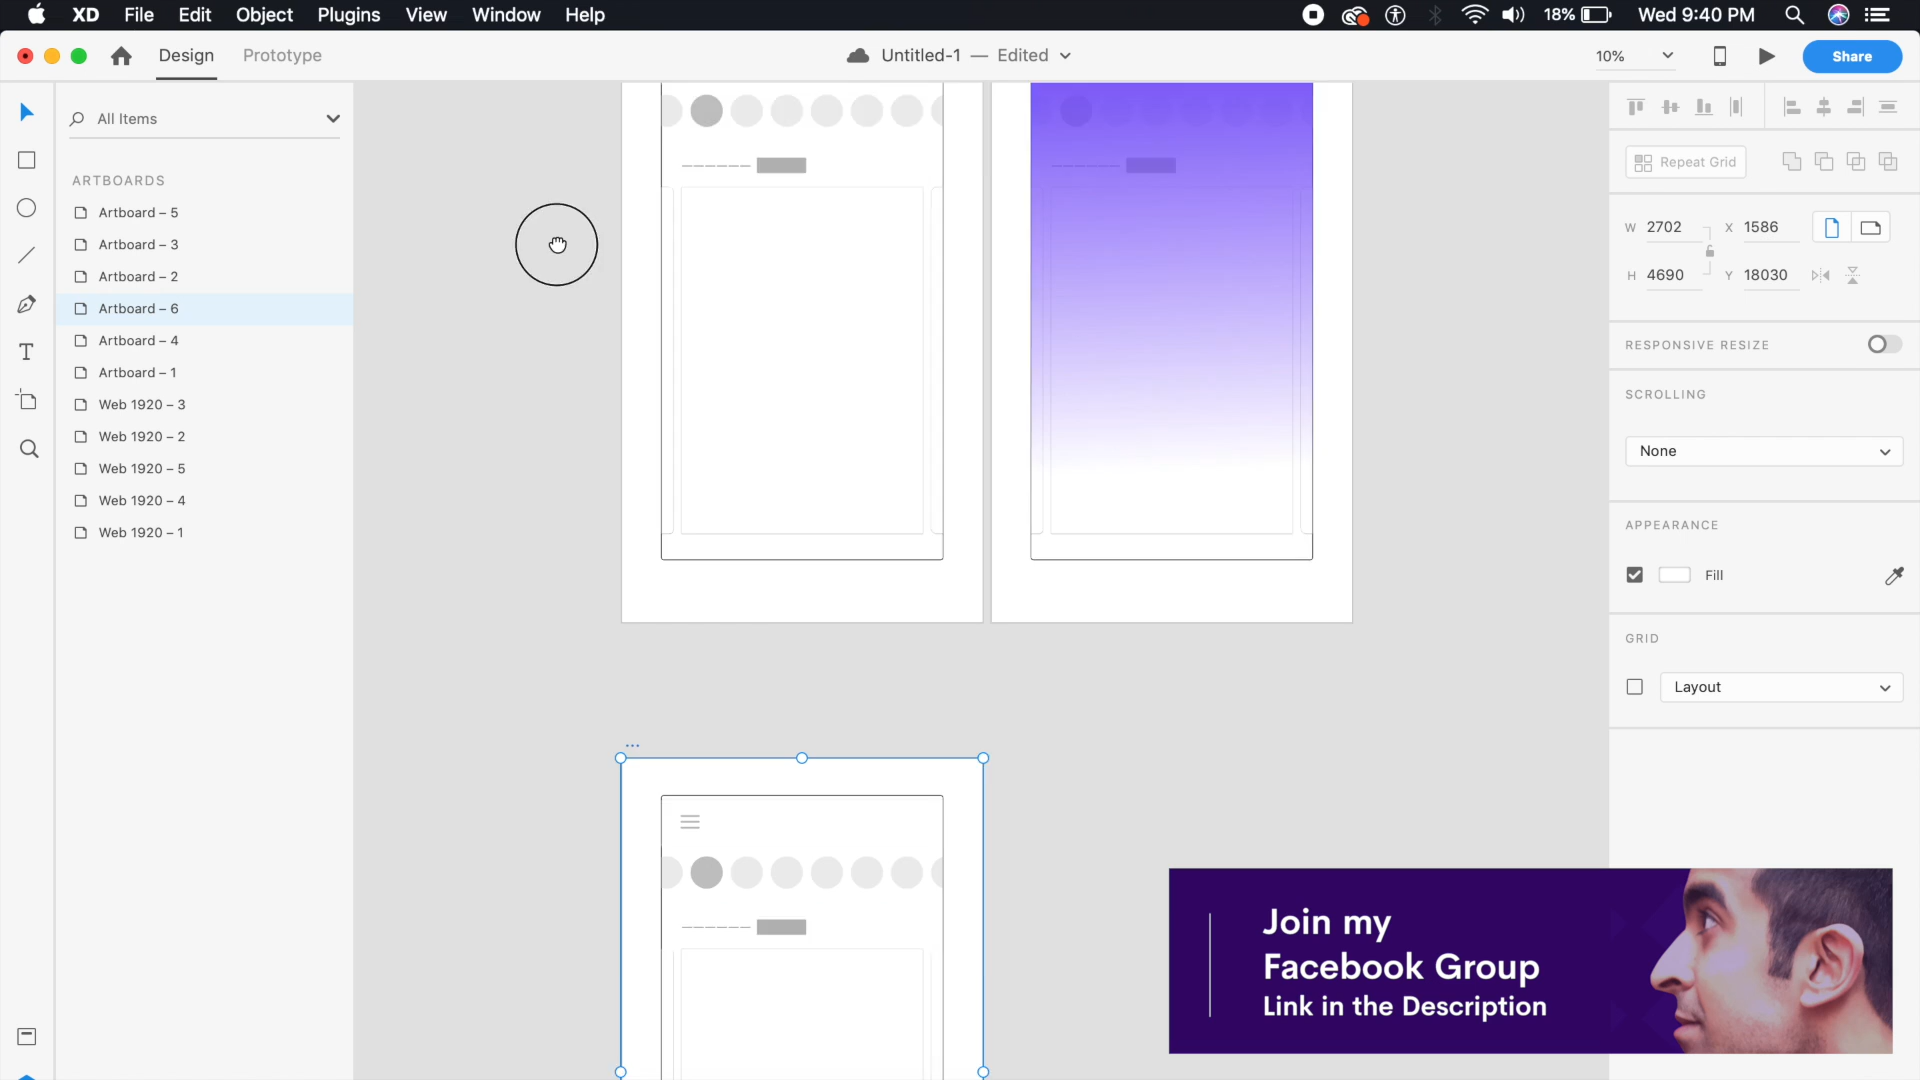 XD File Edit Object Plugins View Window Help 18% Wed 9:40 PM
Design Prototype Untitled-1 — Edited 10% Share
All Items
ARTBOARDS
Artboard – 5
Artboard – 3
Artboard – 2
Artboard – 6
Artboard – 4
Artboard – 1
Web 1920 – 3
Web 1920 – 2
Web 1920 – 5
Web 1920 – 4
Web 1920 – 1
Repeat Grid
W 2702 X 1586
H 4690 Y 18030
RESPONSIVE RESIZE
SCROLLING
None
APPEARANCE
Fill
GRID
Layout
Join my
Facebook Group
Link in the Description